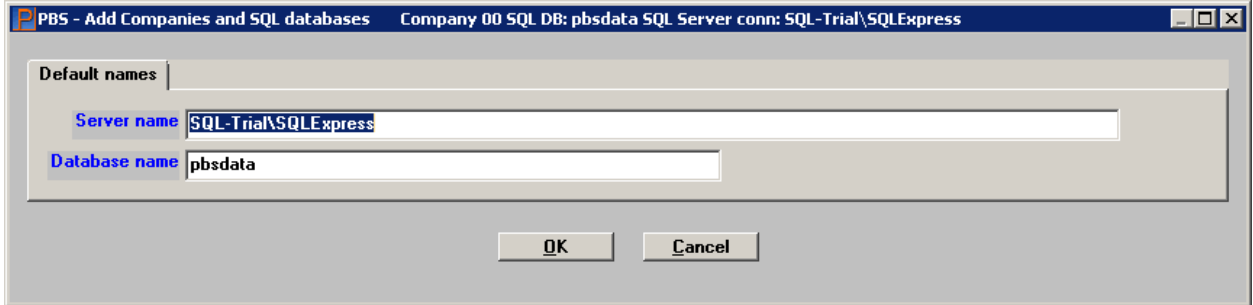 PBS - Add Companies and SQL databases Company 00 SQL DB: pbsdata SQL Server conn: SQL-Trial\SQLExpress
Default names
Server name SQL-Trial\SQLExpress
Database name pbsdata
OK Cancel